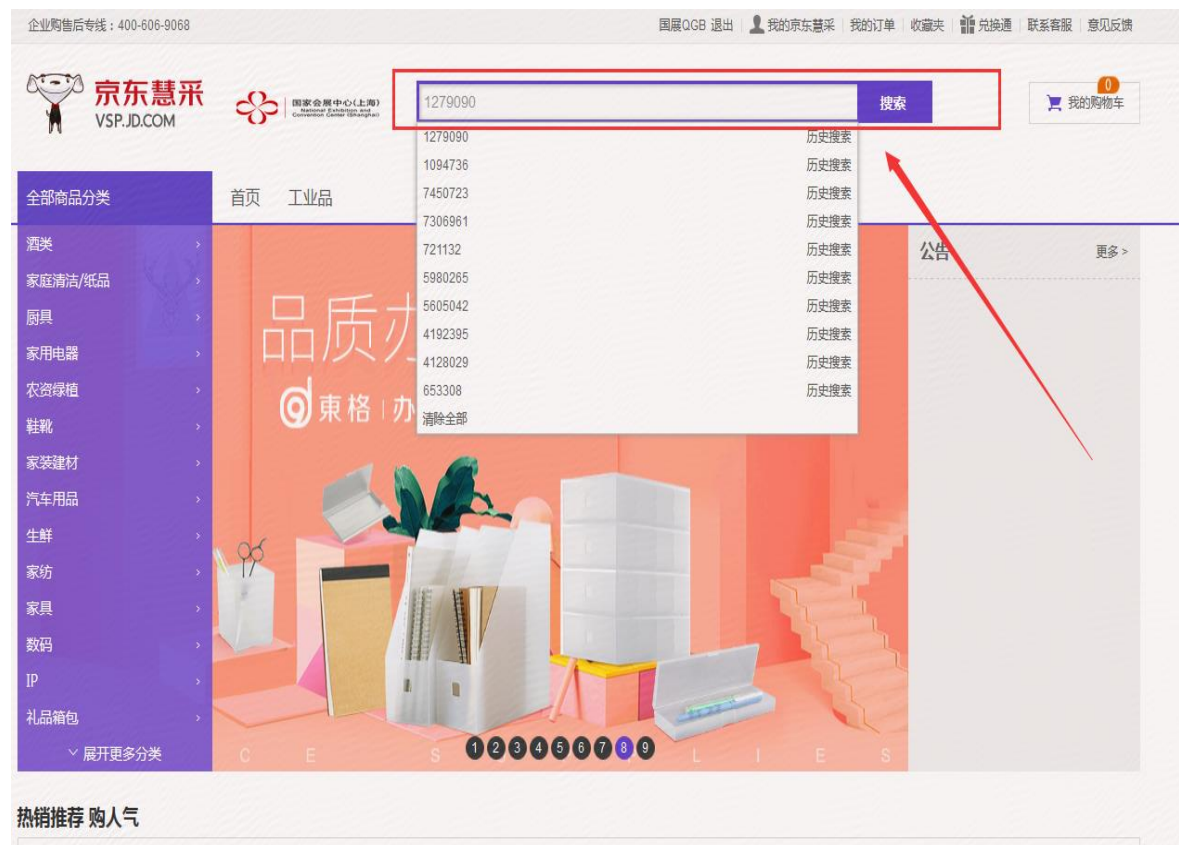 企业购售后专线：400-606-9068
国展QGB 退出 我的京东慧采 我的订单 收藏夹 兑换通 联系客服 意见反馈
京东慧采
VSP.JD.COM
国家会展中心(上海)
National Exhibition and
Convention Center (Shanghai)
1279090
搜索
0
我的购物车
1279090 历史搜索
1094736 历史搜索
7450723 历史搜索
7306961 历史搜索
721132 历史搜索
5980265 历史搜索
5605042 历史搜索
4192395 历史搜索
4128029 历史搜索
653308 历史搜索
清除全部
全部商品分类
首页 工业品
酒类
家庭清洁/纸品
厨具
家用电器
农资绿植
鞋靴
家装建材
汽车用品
生鲜
家纺
家具
数码
IP
礼品箱包
展开更多分类
品质办
東格 办
公告 更多 >
1 2 3 4 5 6 7 8 9
C E S L I E S
热销推荐 购人气